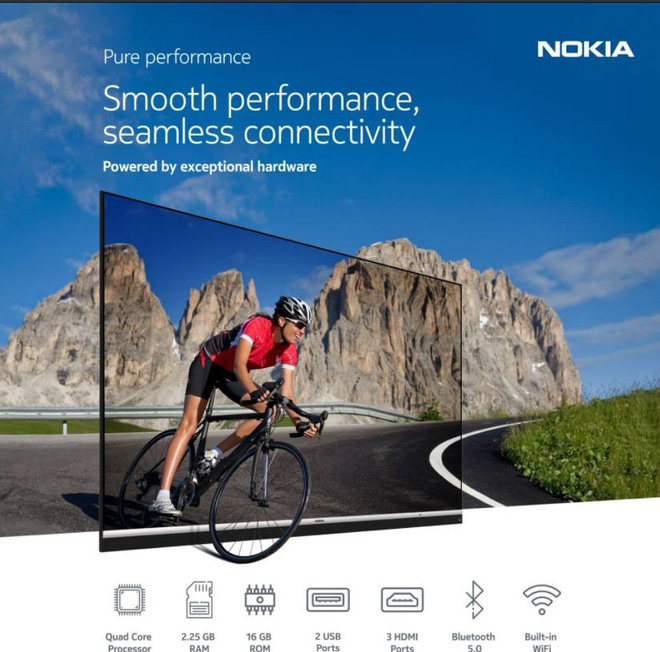 NOKIA
Pure performance
Smooth performance,
seamless connectivity
Powered by exceptional hardware
NOKIA
Quad Core
Processor
2.25 GB
RAM
16 GB
ROM
2 USB
Ports
3 HDMI
Ports
Bluetooth
5.0
Built-in
WiFi